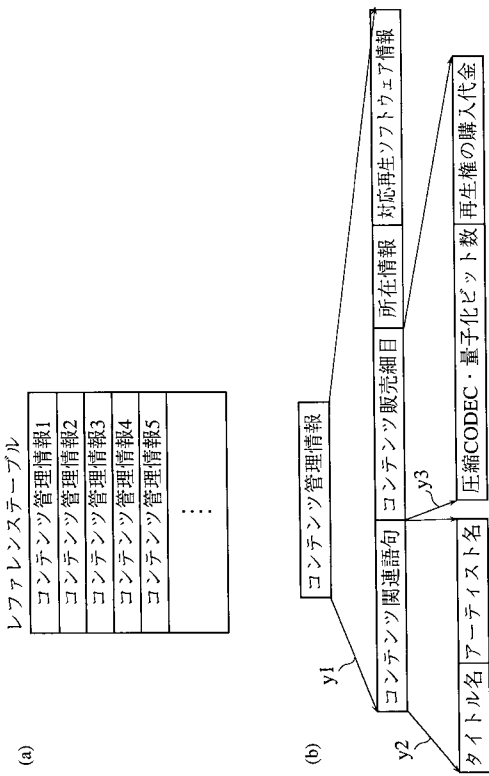 (a)
レファレンステーブル
コンテンツ管理情報1
コンテンツ管理情報2
コンテンツ管理情報3
コンテンツ管理情報4
コンテンツ管理情報5
⋮
(b)
コンテンツ管理情報
y1
コンテンツ関連語句 コンテンツ販売細目 所在情報 対応再生ソフトウェア情報
y2
y3
タイトル名 アーティスト名
圧縮CODEC・量子化ビット数 再生権の購入代金